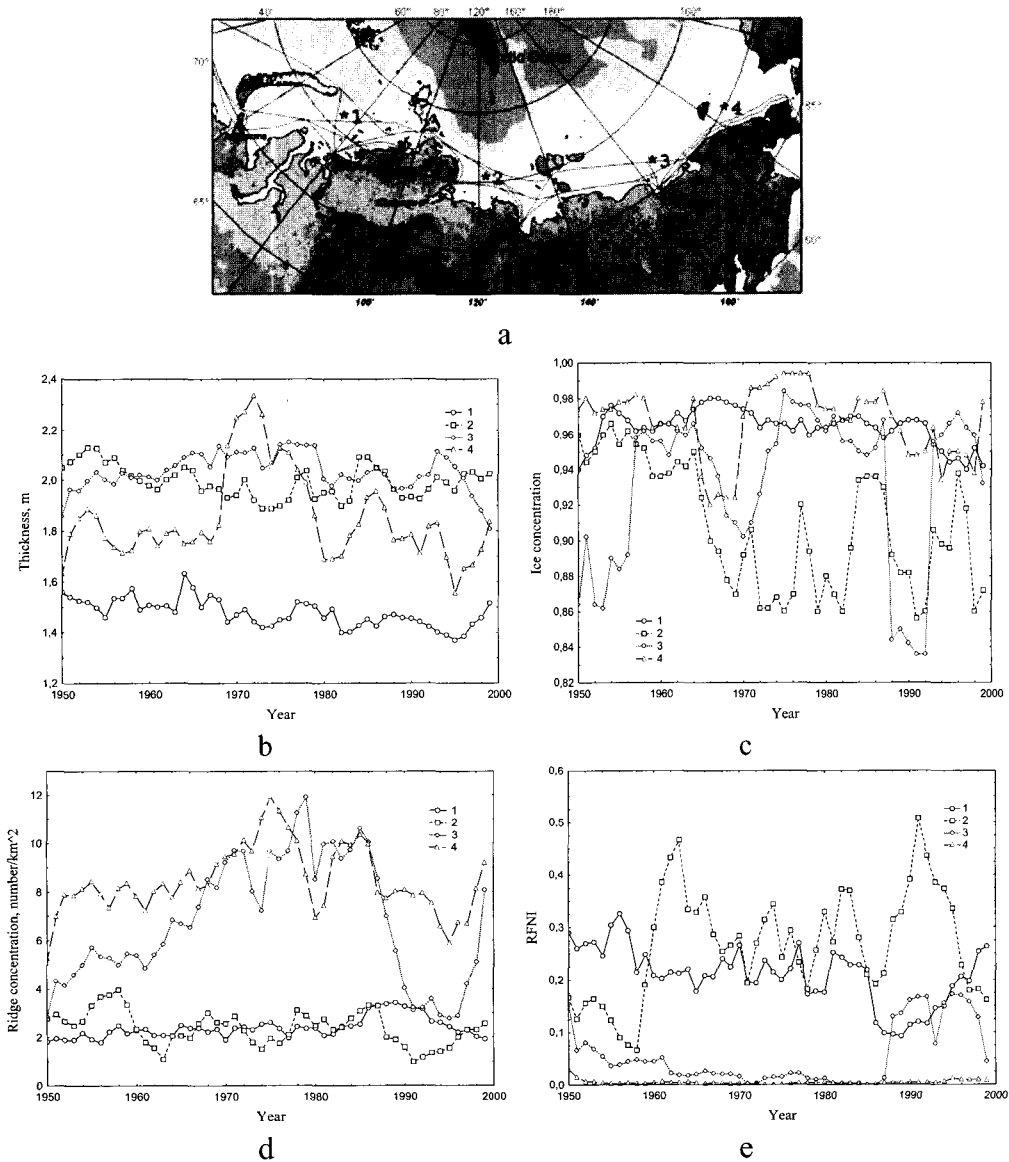 40° 60° 80° 120° 160° 180° 160°
70°
*1
*4
*3
*2
65°
60°
100° 120° 140° 160°
a
2,4
2,2
2,0
1,8
1,6
1,4
1,2
Thickness, m
1
2
3
4
1950 1960 1970 1980 1990 2000
Year
b
1,00
0,98
0,96
0,94
0,92
0,90
0,88
0,86
0,84
0,82
Ice concentration
1
2
3
4
1950 1960 1970 1980 1990 2000
Year
c
12
10
8
6
4
2
0
Ridge concentration, number/km^2
1
2
3
4
1950 1960 1970 1980 1990 2000
Year
d
0,6
0,5
0,4
0,3
0,2
0,1
0,0
RFNI
1
2
3
4
1950 1960 1970 1980 1990 2000
Year
e